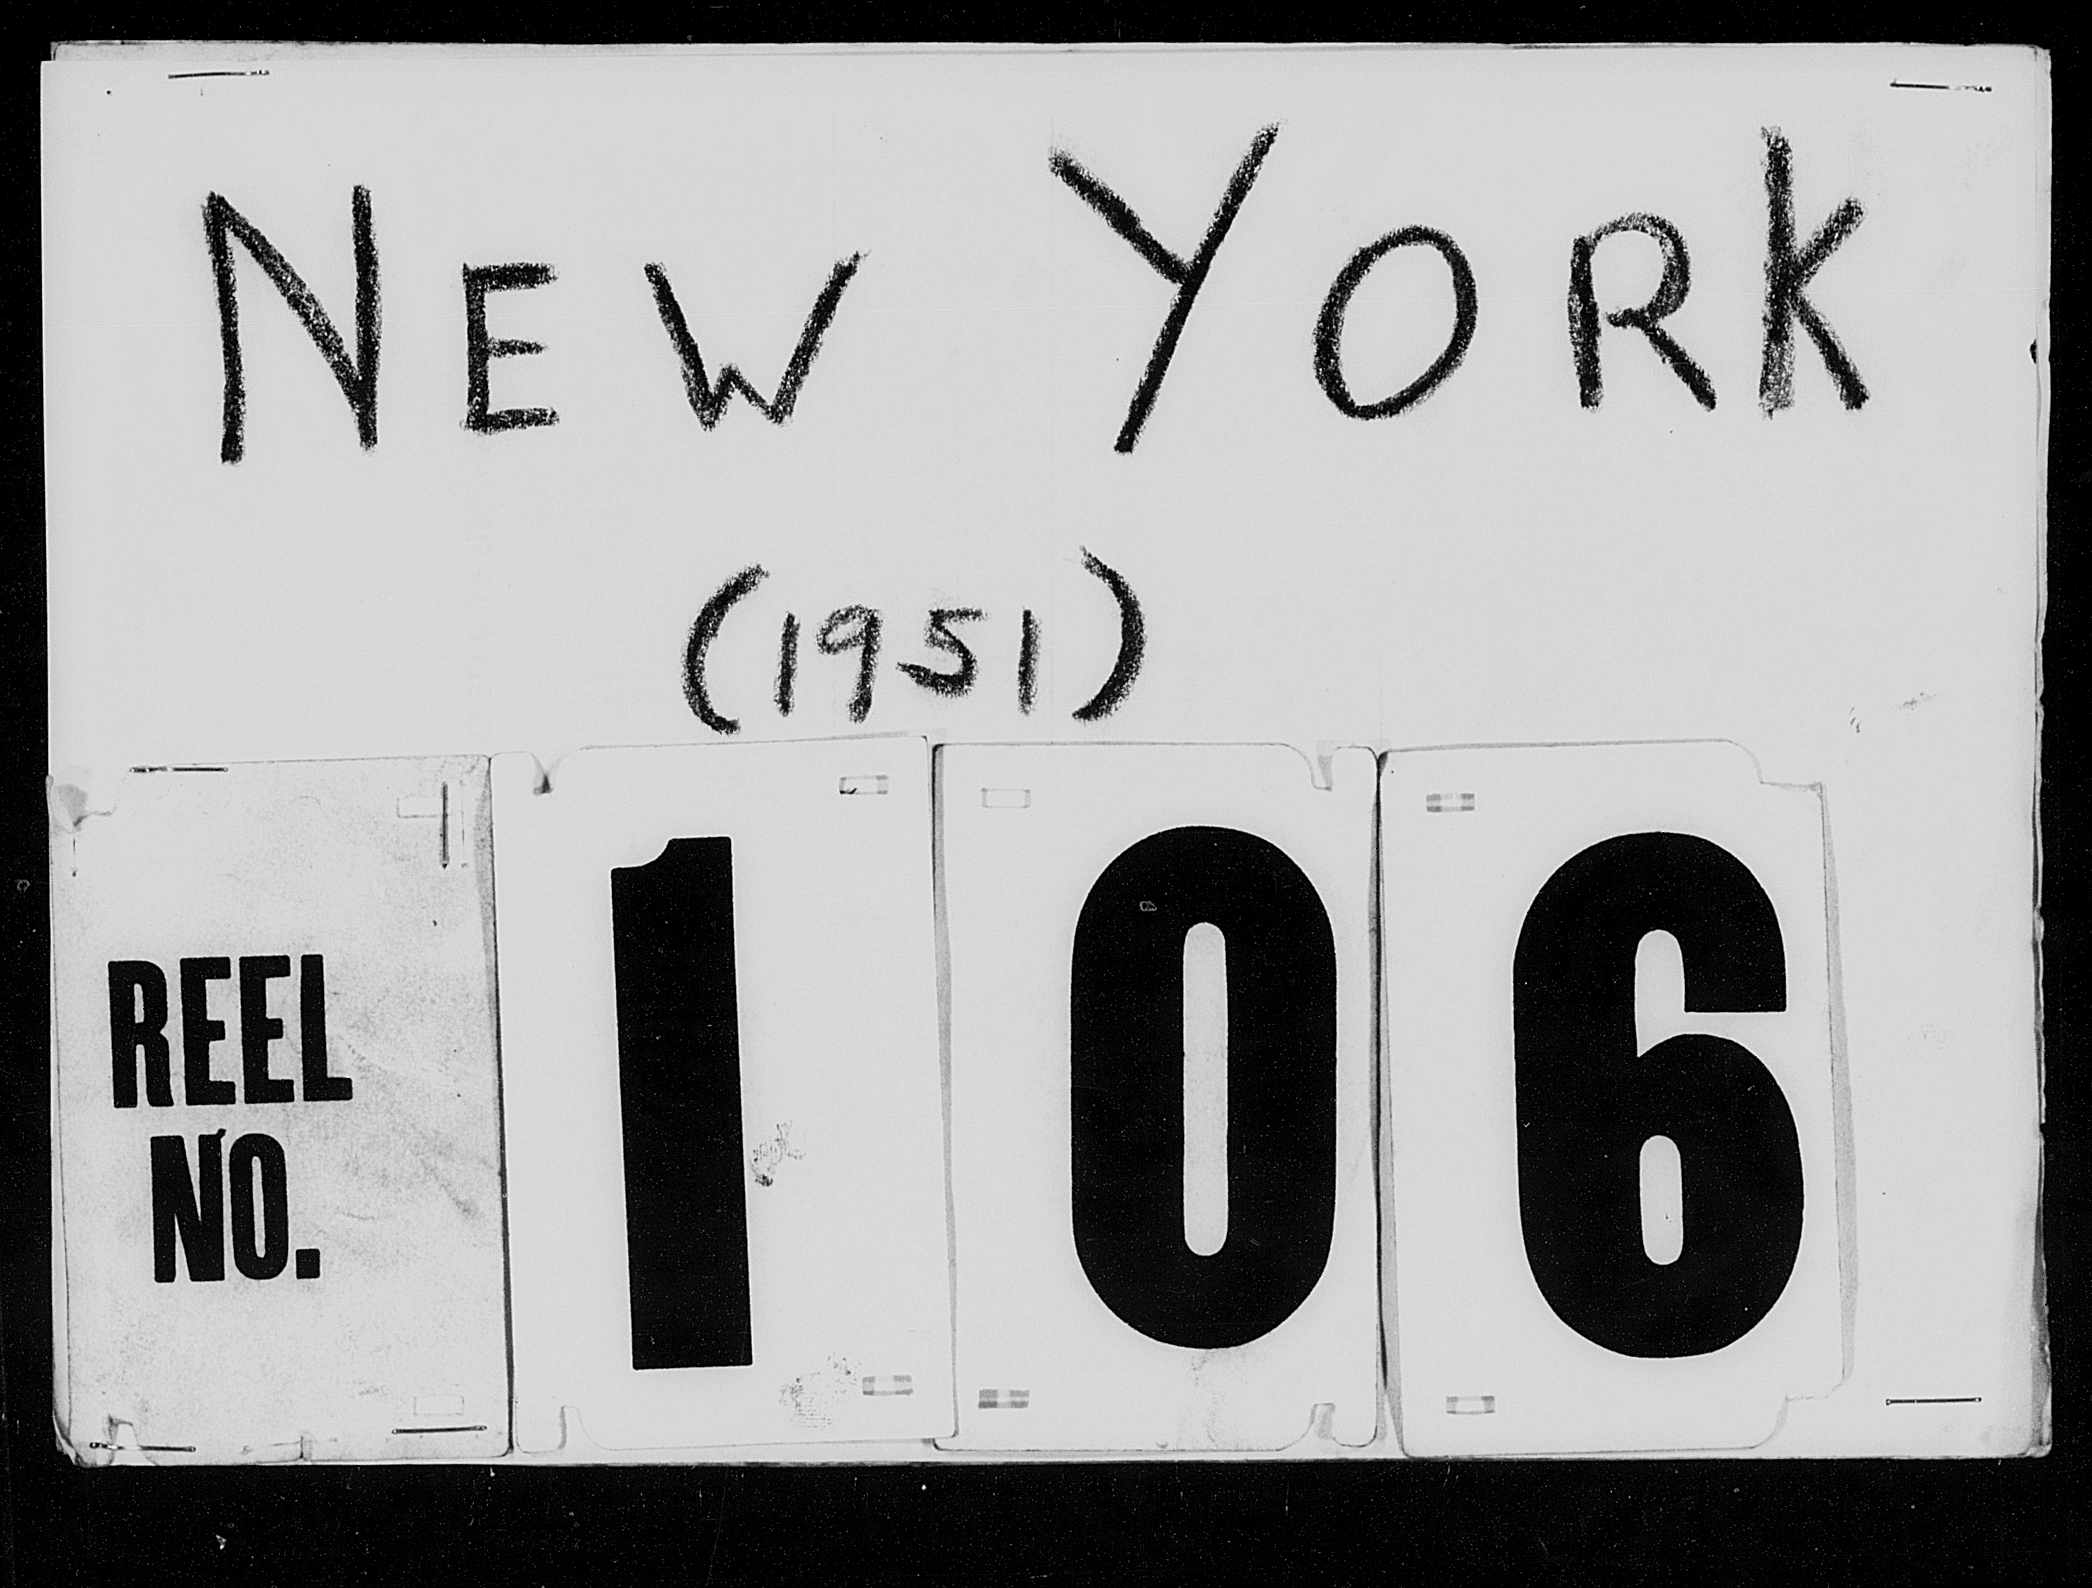 NEW YORK
(1951)
REEL
NO.
106